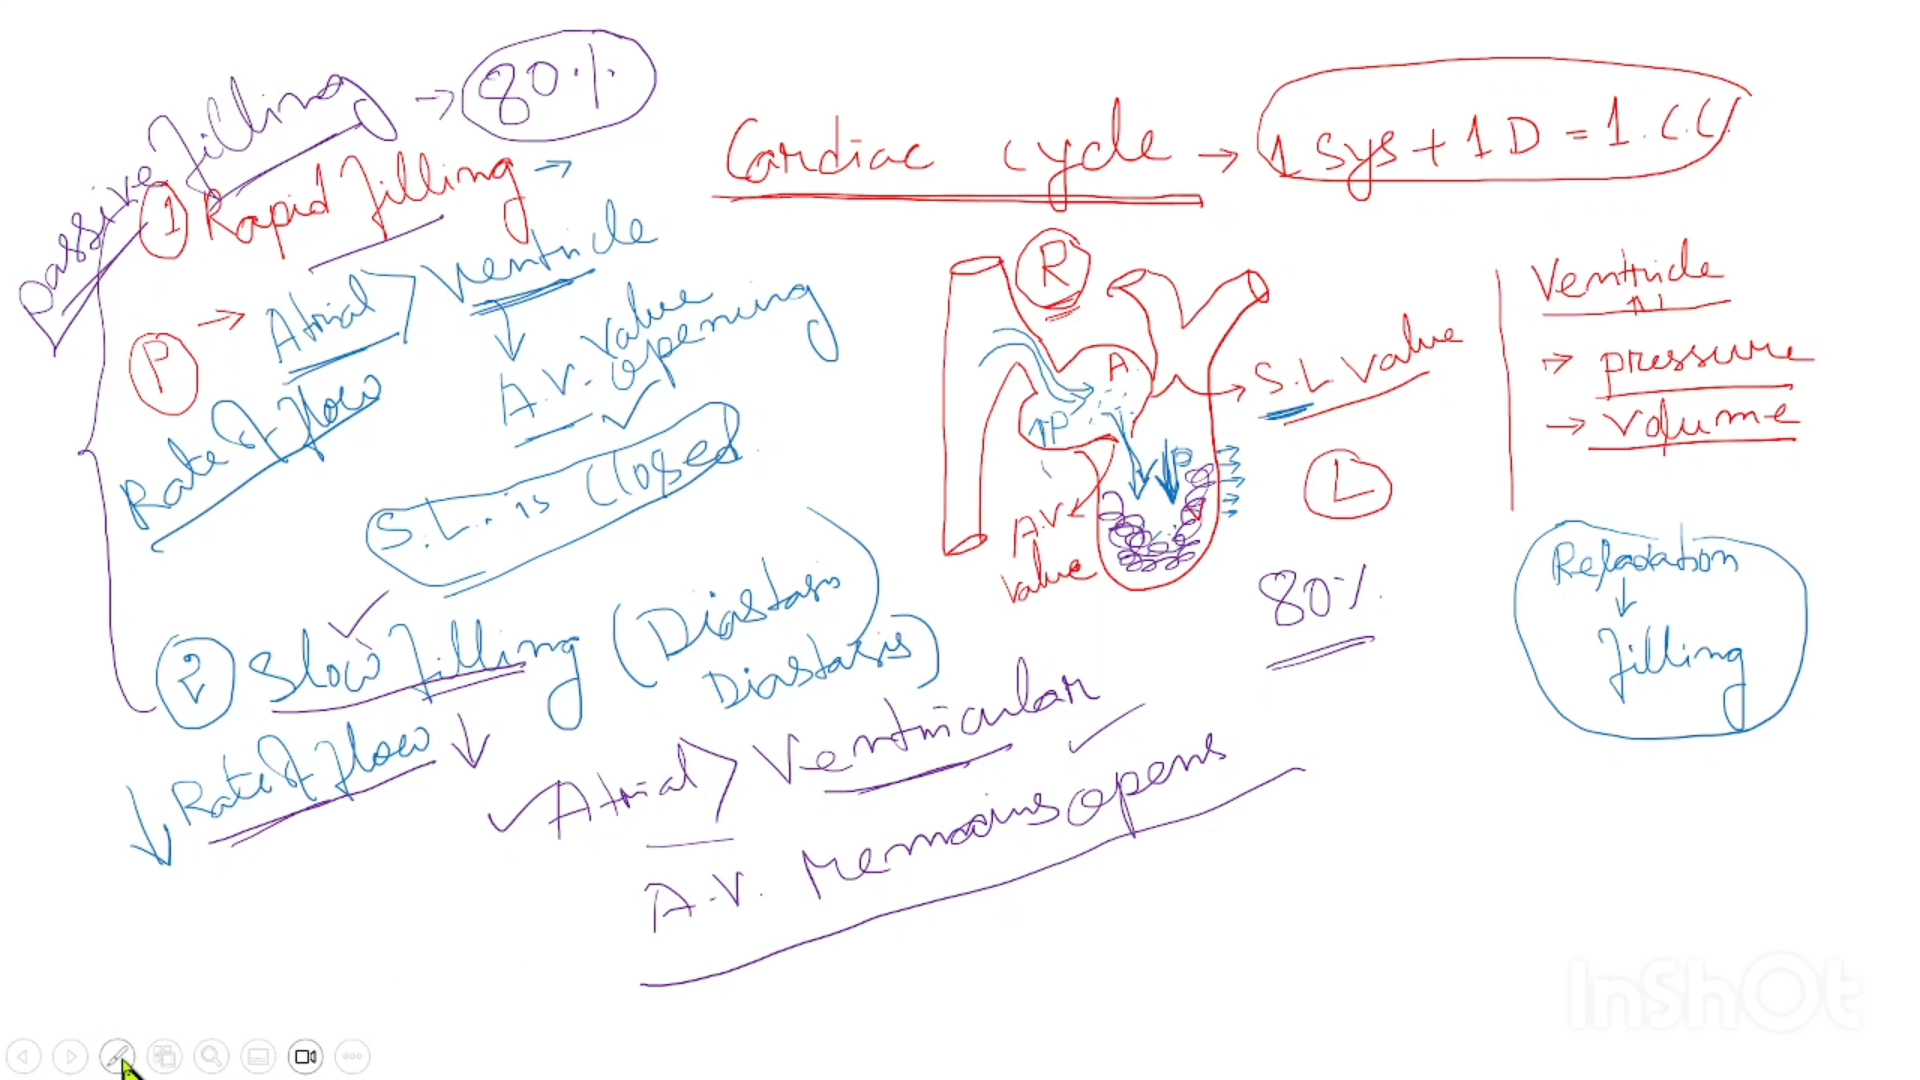 Passive filling → 80%
① Rapid filling →
P → Atrial > Ventricle
Rate of flow
↓
A.V. Valve opening
S.L. is closed
② Slow filling (Diastasis
Diastasis)
↓ Rate of flow ↓
Atrial > Ventricular
A.V. Remains opens
Cardiac cycle → 1 Sys + 1 D = 1. C.C.
R
A
↑P
↓P
V
S.L. Valve
A.V
Valve
L
80%
Ventricle
→ pressure
→ volume
Relaxation
↓
filling
InShOt